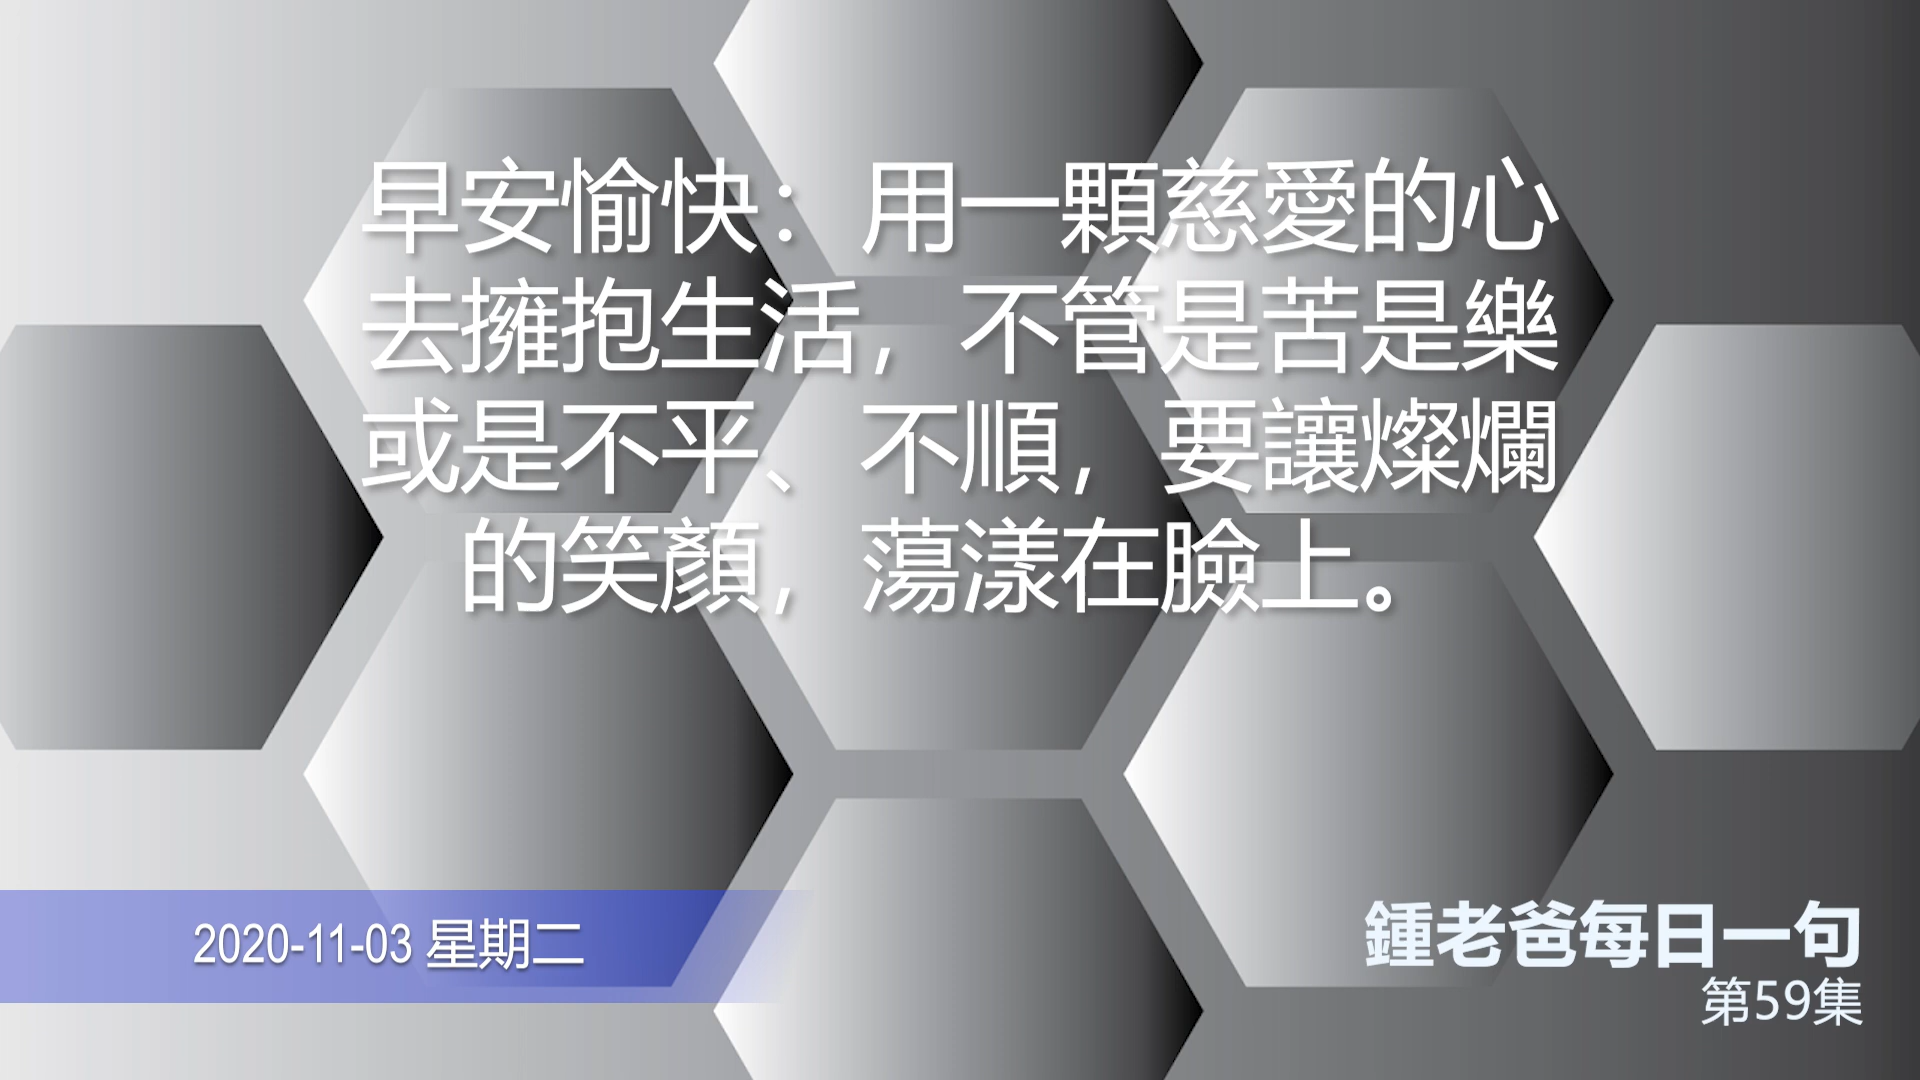 早安愉快：用一顆慈愛的心
去擁抱生活，不管是苦是樂
或是不平、不順，要讓燦爛
的笑顏，蕩漾在臉上。
2020-11-03 星期二
鍾老爸每日一句
第59集